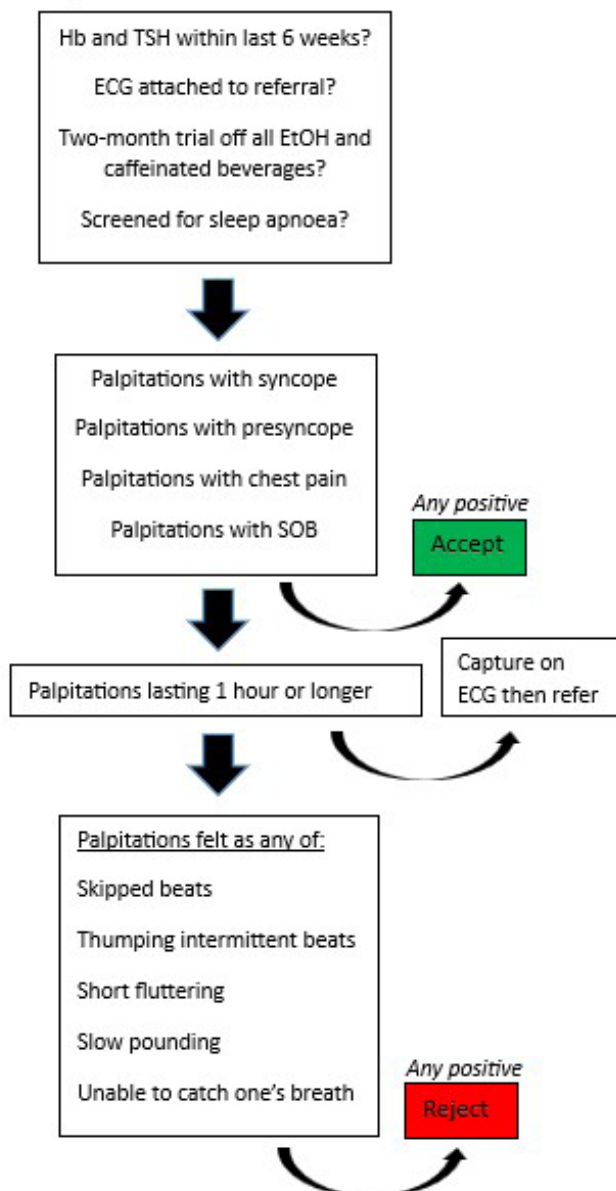 Hb and TSH within last 6 weeks?
ECG attached to referral?
Two-month trial off all EtOH and
caffeinated beverages?
Screened for sleep apnoea?
Palpitations with syncope
Palpitations with presyncope
Palpitations with chest pain
Palpitations with SOB
Any positive
Accept
Palpitations lasting 1 hour or longer
Capture on
ECG then refer
Palpitations felt as any of:
Skipped beats
Thumping intermittent beats
Short fluttering
Slow pounding
Unable to catch one's breath
Any positive
Reject